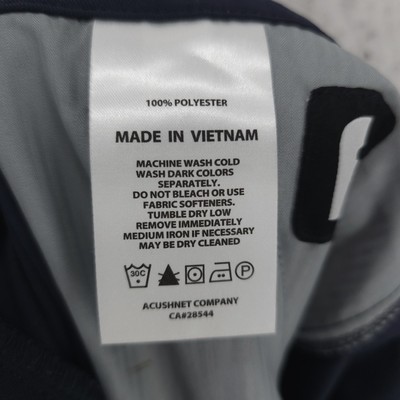 100% POLYESTER
MADE IN VIETNAM
MACHINE WASH COLD
WASH DARK COLORS
SEPARATELY.
DO NOT BLEACH OR USE
FABRIC SOFTENERS.
TUMBLE DRY LOW
REMOVE IMMEDIATELY
MEDIUM IRON IF NECESSARY
MAY BE DRY CLEANED
30C P
ACUSHNET COMPANY
CA#28544